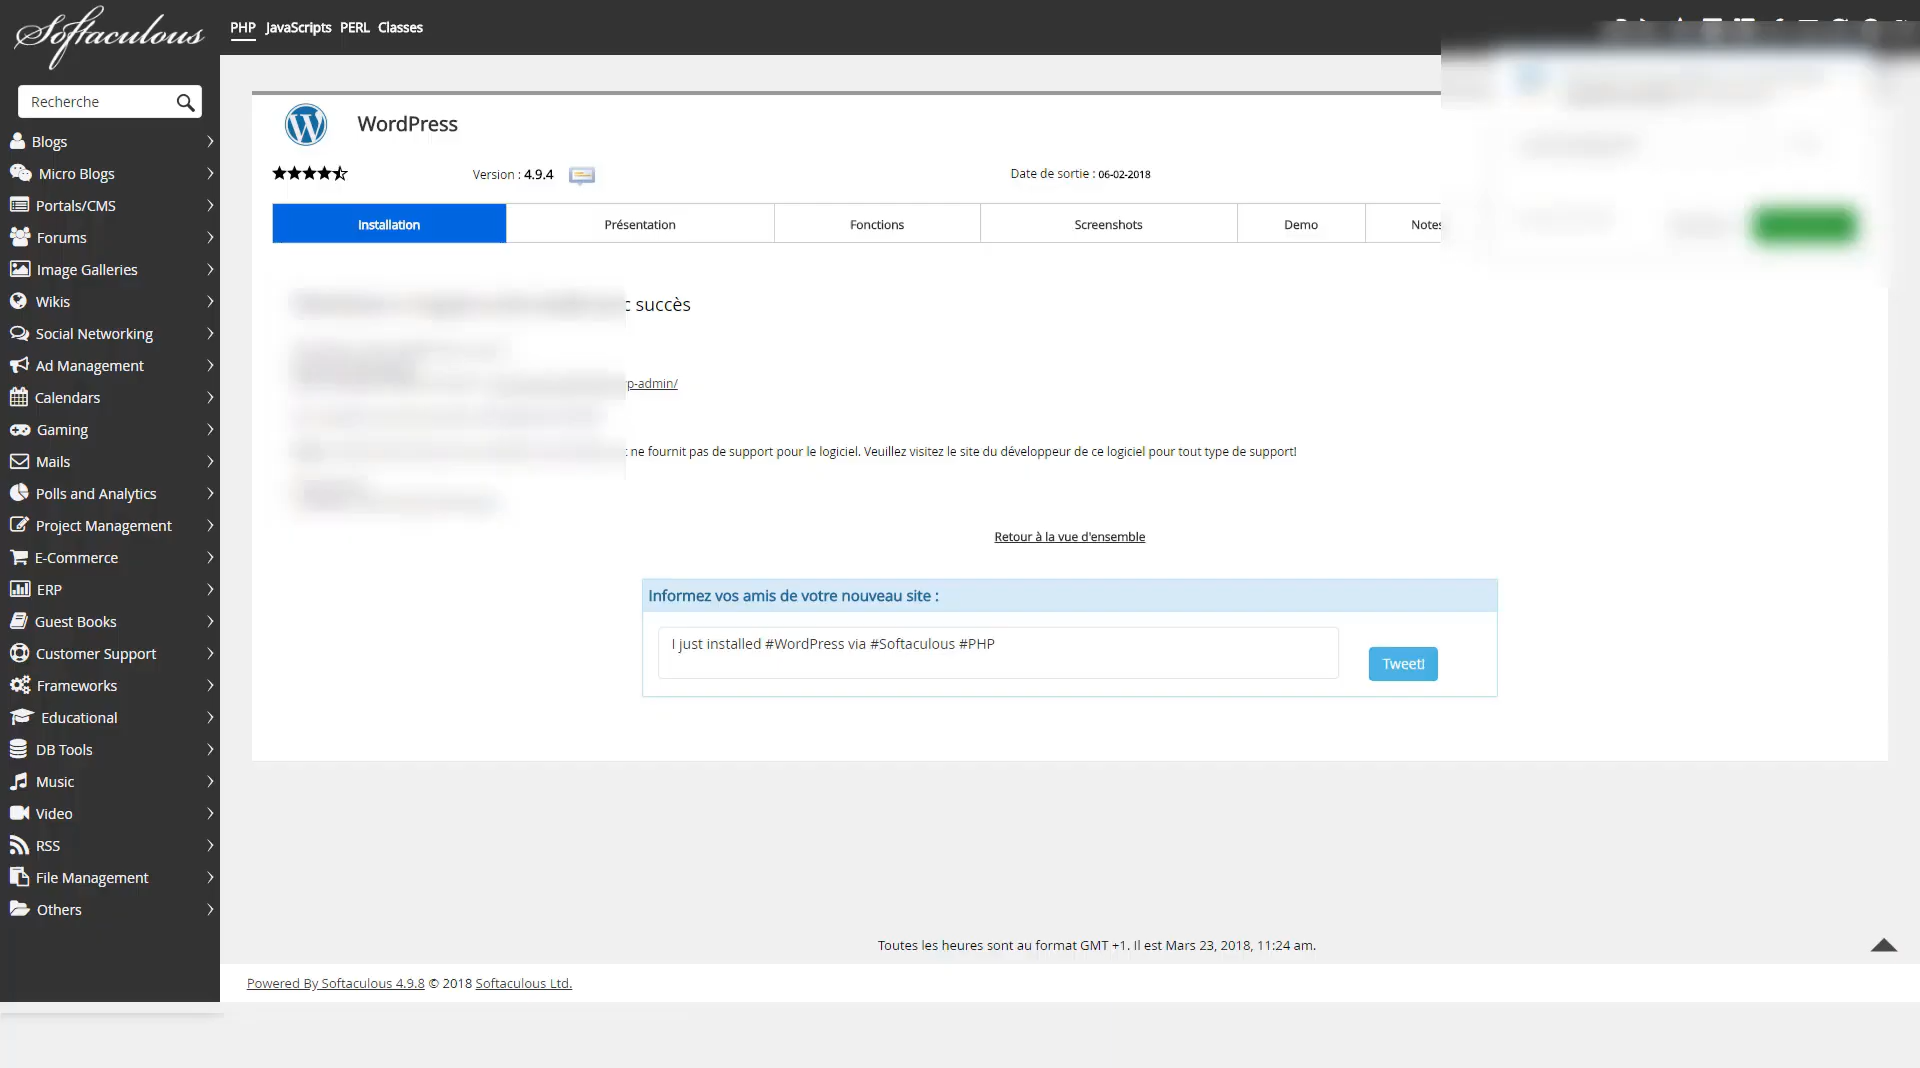 Softaculous
PHP JavaScripts PERL Classes
Recherche
Blogs
Micro Blogs
Portals/CMS
Forums
Image Galleries
Wikis
Social Networking
Ad Management
Calendars
Gaming
Mails
Polls and Analytics
Project Management
E-Commerce
ERP
Guest Books
Customer Support
Frameworks
Educational
DB Tools
Music
Video
RSS
File Management
Others
WordPress
Version : 4.9.4
Date de sortie : 06-02-2018
Installation Présentation Fonctions Screenshots Demo Notes
succès
-admin/
ne fournit pas de support pour le logiciel. Veuillez visitez le site du développeur de ce logiciel pour tout type de support!
Retour à la vue d'ensemble
Informez vos amis de votre nouveau site :
I just installed #WordPress via #Softaculous #PHP
Tweet!
Toutes les heures sont au format GMT +1. Il est Mars 23, 2018, 11:24 am.
Powered By Softaculous 4.9.8 © 2018 Softaculous Ltd.